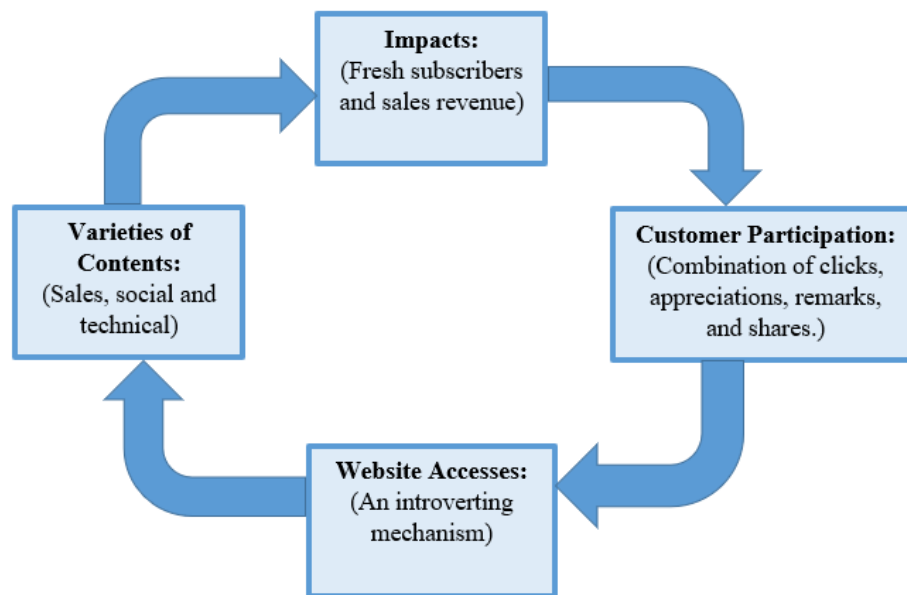 Impacts:
(Fresh subscribers
and sales revenue)
Varieties of
Contents:
(Sales, social and
technical)
Customer Participation:
(Combination of clicks,
appreciations, remarks,
and shares.)
Website Accesses:
(An introverting
mechanism)